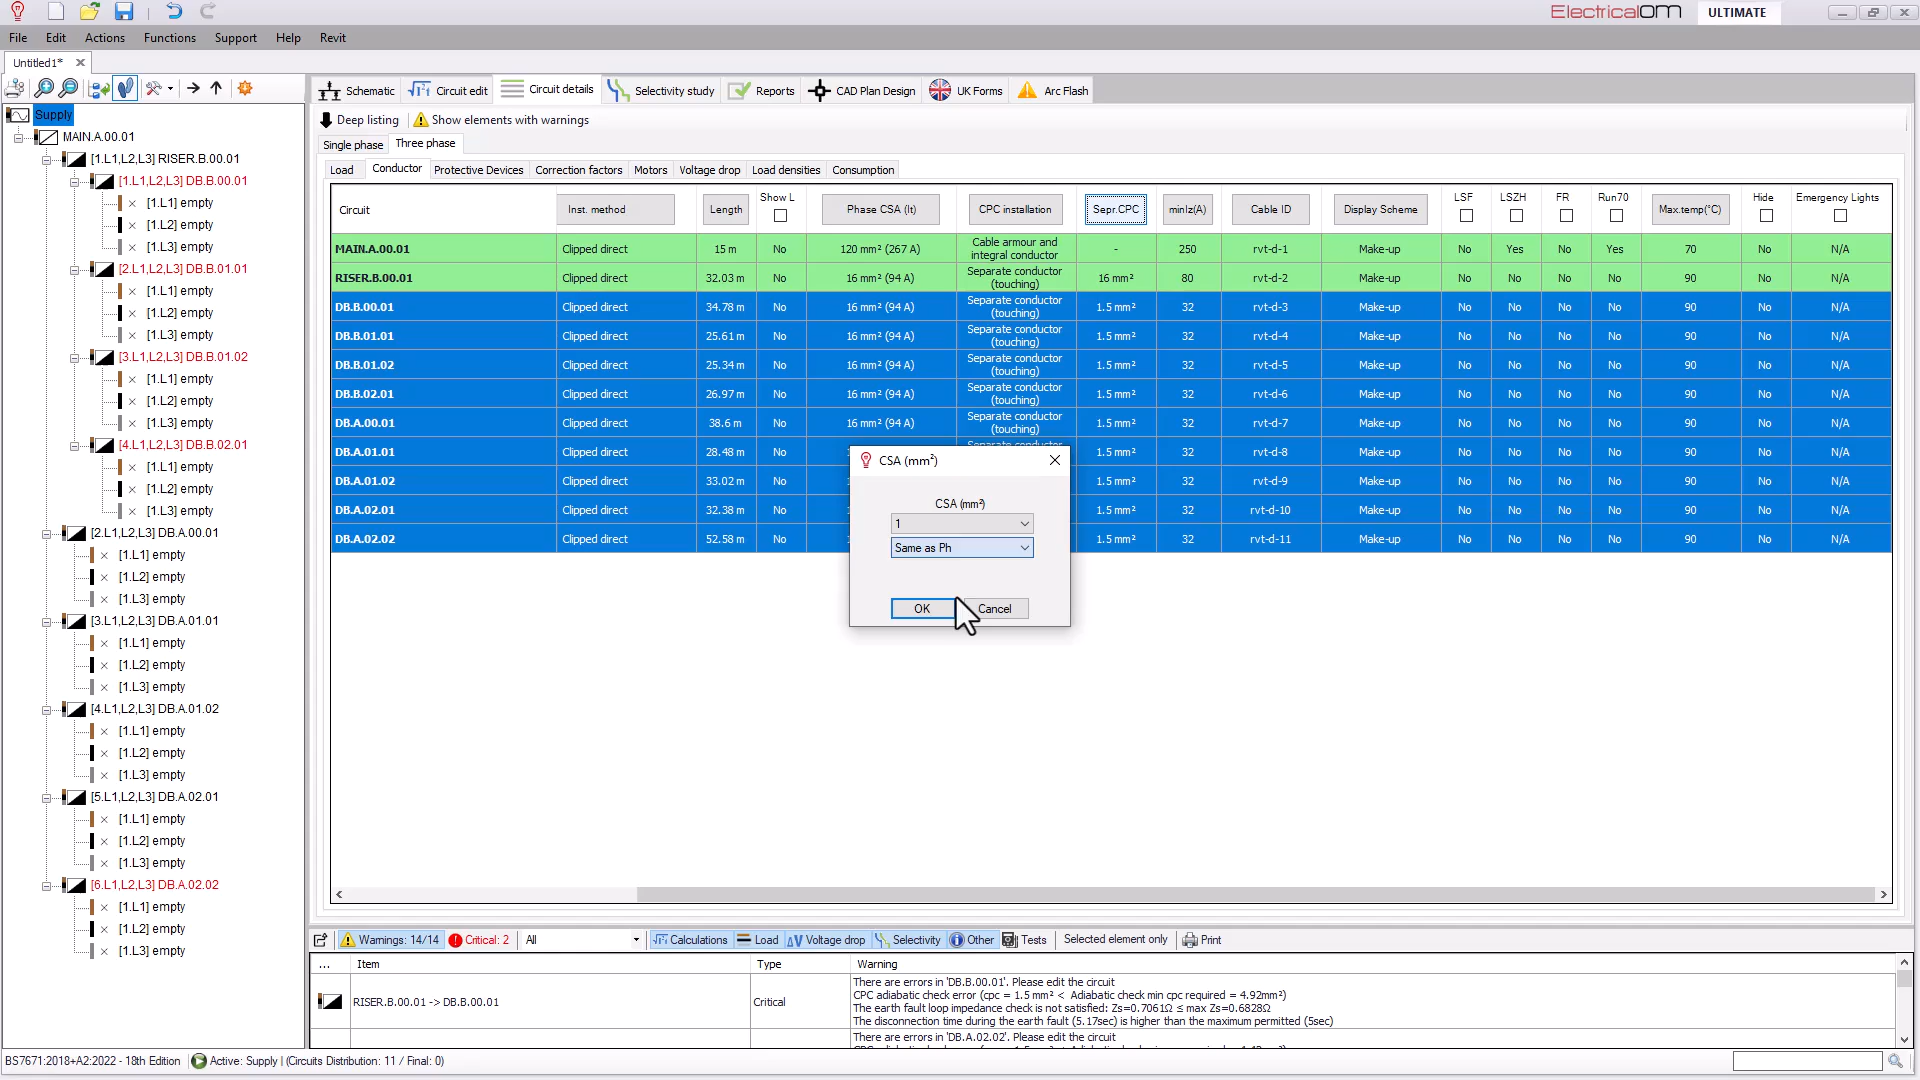 ElectricalOM ULTIMATE
File Edit Actions Functions Support Help Revit
Untitled1*
Schematic Circuit edit Circuit details Selectivity study Reports CAD Plan Design UK Forms Arc Flash
Supply
MAIN.A.00.01
[1.L1,L2,L3] RISER.B.00.01
[1.L1,L2,L3] DB.B.00.01
[1.L1] empty
[1.L2] empty
[1.L3] empty
[2.L1,L2,L3] DB.B.01.01
[1.L1] empty
[1.L2] empty
[1.L3] empty
[3.L1,L2,L3] DB.B.01.02
[1.L1] empty
[1.L2] empty
[1.L3] empty
[4.L1,L2,L3] DB.B.02.01
[1.L1] empty
[1.L2] empty
[1.L3] empty
[2.L1,L2,L3] DB.A.00.01
[1.L1] empty
[1.L2] empty
[1.L3] empty
[3.L1,L2,L3] DB.A.01.01
[1.L1] empty
[1.L2] empty
[1.L3] empty
[4.L1,L2,L3] DB.A.01.02
[1.L1] empty
[1.L2] empty
[1.L3] empty
[5.L1,L2,L3] DB.A.02.01
[1.L1] empty
[1.L2] empty
[1.L3] empty
[6.L1,L2,L3] DB.A.02.02
[1.L1] empty
[1.L2] empty
[1.L3] empty
Deep listing Show elements with warnings
Single phase Three phase
Load Conductor Protective Devices Correction factors Motors Voltage drop Load densities Consumption
Circuit Inst. method Length Show L Phase CSA (It) CPC installation Sepr.CPC minIz(A) Cable ID Display Scheme LSF LSZH FR Run70 Max.temp(°C) Hide Emergency Lights
MAIN.A.00.01 Clipped direct 15 m No 120 mm² (267 A) Cable armour and integral conductor - 250 rvt-d-1 Make-up No Yes No Yes 70 No N/A
RISER.B.00.01 Clipped direct 32.03 m No 16 mm² (94 A) Separate conductor (touching) 16 mm² 80 rvt-d-2 Make-up No No No No 90 No N/A
DB.B.00.01 Clipped direct 34.78 m No 16 mm² (94 A) Separate conductor (touching) 1.5 mm² 32 rvt-d-3 Make-up No No No No 90 No N/A
DB.B.01.01 Clipped direct 25.61 m No 16 mm² (94 A) Separate conductor (touching) 1.5 mm² 32 rvt-d-4 Make-up No No No No 90 No N/A
DB.B.01.02 Clipped direct 25.34 m No 16 mm² (94 A) Separate conductor (touching) 1.5 mm² 32 rvt-d-5 Make-up No No No No 90 No N/A
DB.B.02.01 Clipped direct 26.97 m No 16 mm² (94 A) Separate conductor (touching) 1.5 mm² 32 rvt-d-6 Make-up No No No No 90 No N/A
DB.A.00.01 Clipped direct 38.6 m No 16 mm² (94 A) Separate conductor (touching) 1.5 mm² 32 rvt-d-7 Make-up No No No No 90 No N/A
DB.A.01.01 Clipped direct 28.48 m No 1.5 mm² 32 rvt-d-8 Make-up No No No No 90 No N/A
DB.A.01.02 Clipped direct 33.02 m No 1.5 mm² 32 rvt-d-9 Make-up No No No No 90 No N/A
DB.A.02.01 Clipped direct 32.38 m No 1.5 mm² 32 rvt-d-10 Make-up No No No No 90 No N/A
DB.A.02.02 Clipped direct 52.58 m No 1.5 mm² 32 rvt-d-11 Make-up No No No No 90 No N/A
CSA (mm²)
CSA (mm²)
1
Same as Ph
OK Cancel
Warnings: 14/14 Critical: 2 All Calculations Load Voltage drop Selectivity Other Tests Selected element only Print
... Item Type Warning
RISER.B.00.01 -> DB.B.00.01 Critical
There are errors in 'DB.B.00.01'. Please edit the circuit
CPC adiabatic check error (cpc = 1.5 mm² < Adiabatic check min cpc required = 4.92mm²)
The earth fault loop impedance check is not satisfied: Zs=0.7061Ω ≤ max Zs=0.6828Ω
The disconnection time during the earth fault (5.17sec) is higher than the maximum permitted (5sec)
There are errors in 'DB.A.02.02'. Please edit the circuit
BS7671:2018+A2:2022 - 18th Edition Active: Supply | (Circuits Distribution: 11 / Final: 0)